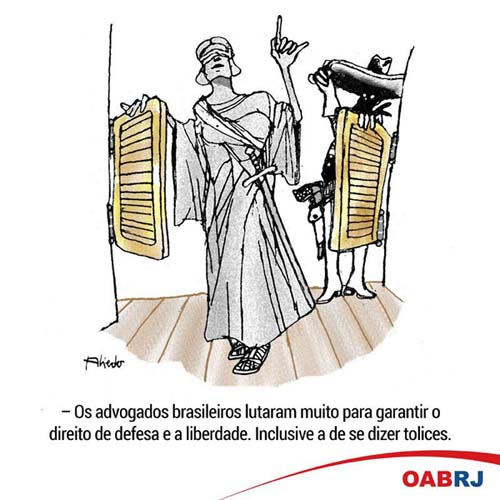 Aliedo
– Os advogados brasileiros lutaram muito para garantir o
direito de defesa e a liberdade. Inclusive a de se dizer tolices.
OABRJ